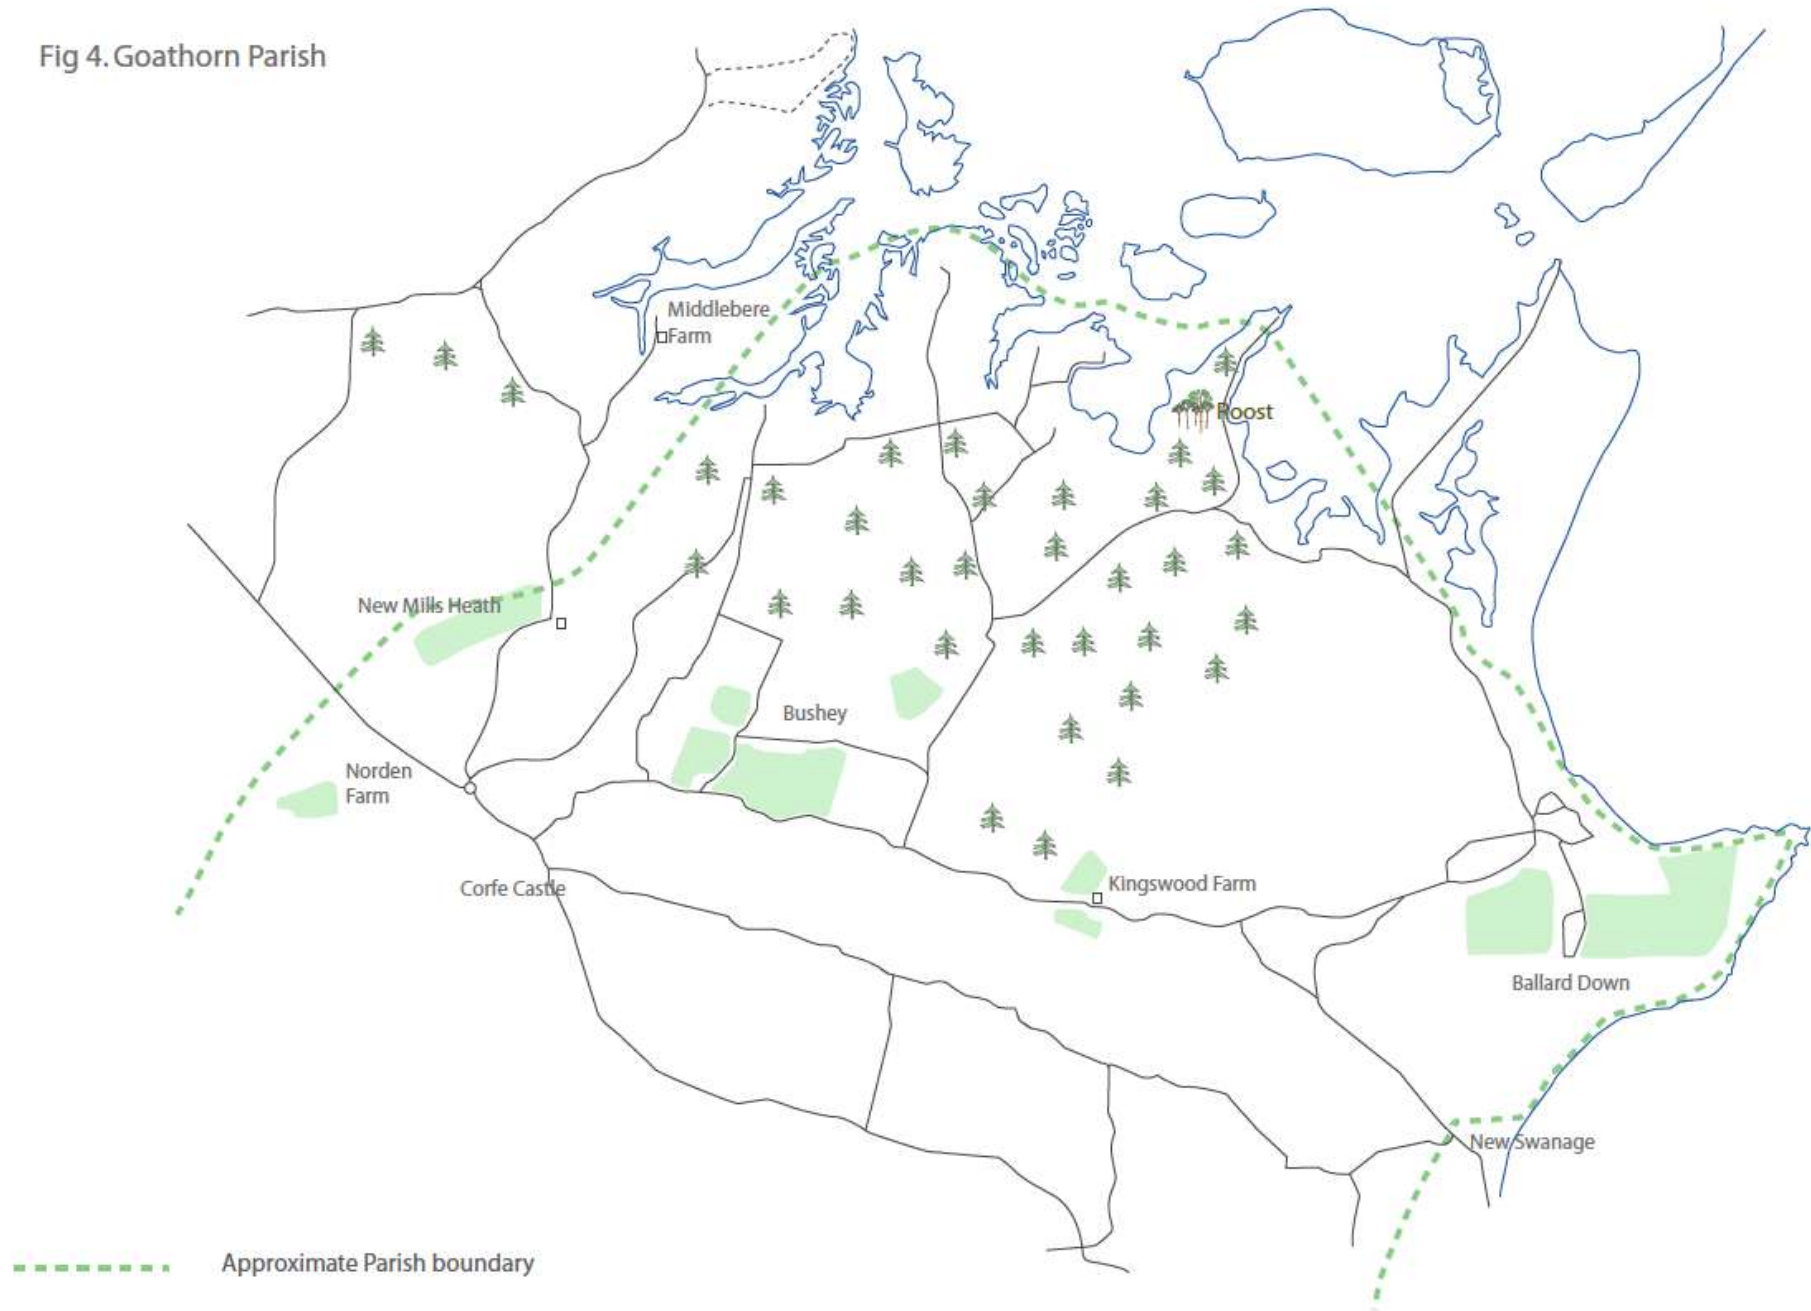 Fig 4. Goathorn Parish
Middlebere
Farm
Roost
New Mills Heath
Bushey
Norden
Farm
Corfe Castle
Kingswood Farm
Ballard Down
New Swanage
Approximate Parish boundary